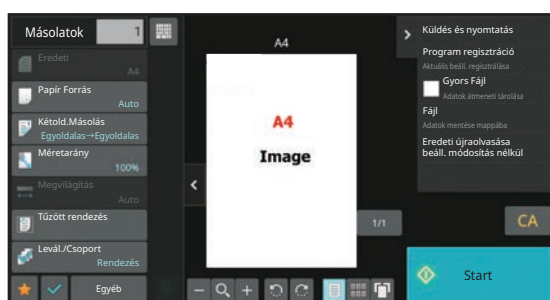 Másolatok 1
Eredeti
A4
Papír Forrás
Auto
Kétold.Másolás
Egyoldalas→Egyoldalas
Méretarány
100%
Megvilágítás
Auto
Tűzött rendezés
Levál./Csoport
Rendezés
Egyéb
A4
A4
Image
1/1
Küldés és nyomtatás
Program regisztráció
Aktuális beáll. regisztrálása
Gyors Fájl
Adatok átmeneti tárolása
Fájl
Adatok mentése mappába
Eredeti újraolvasása
beáll. módosítás nélkül
CA
Start